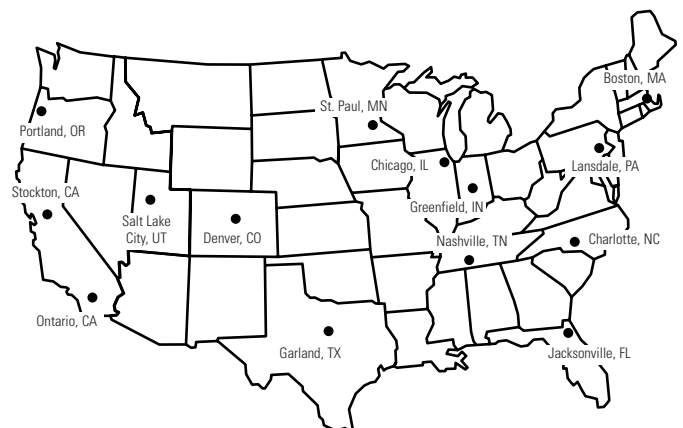 Boston, MA
St. Paul, MN
Portland, OR
Chicago, IL
Lansdale, PA
Stockton, CA
Greenfield, IN
Salt Lake
City, UT
Denver, CO
Nashville, TN
Charlotte, NC
Ontario, CA
Garland, TX
Jacksonville, FL